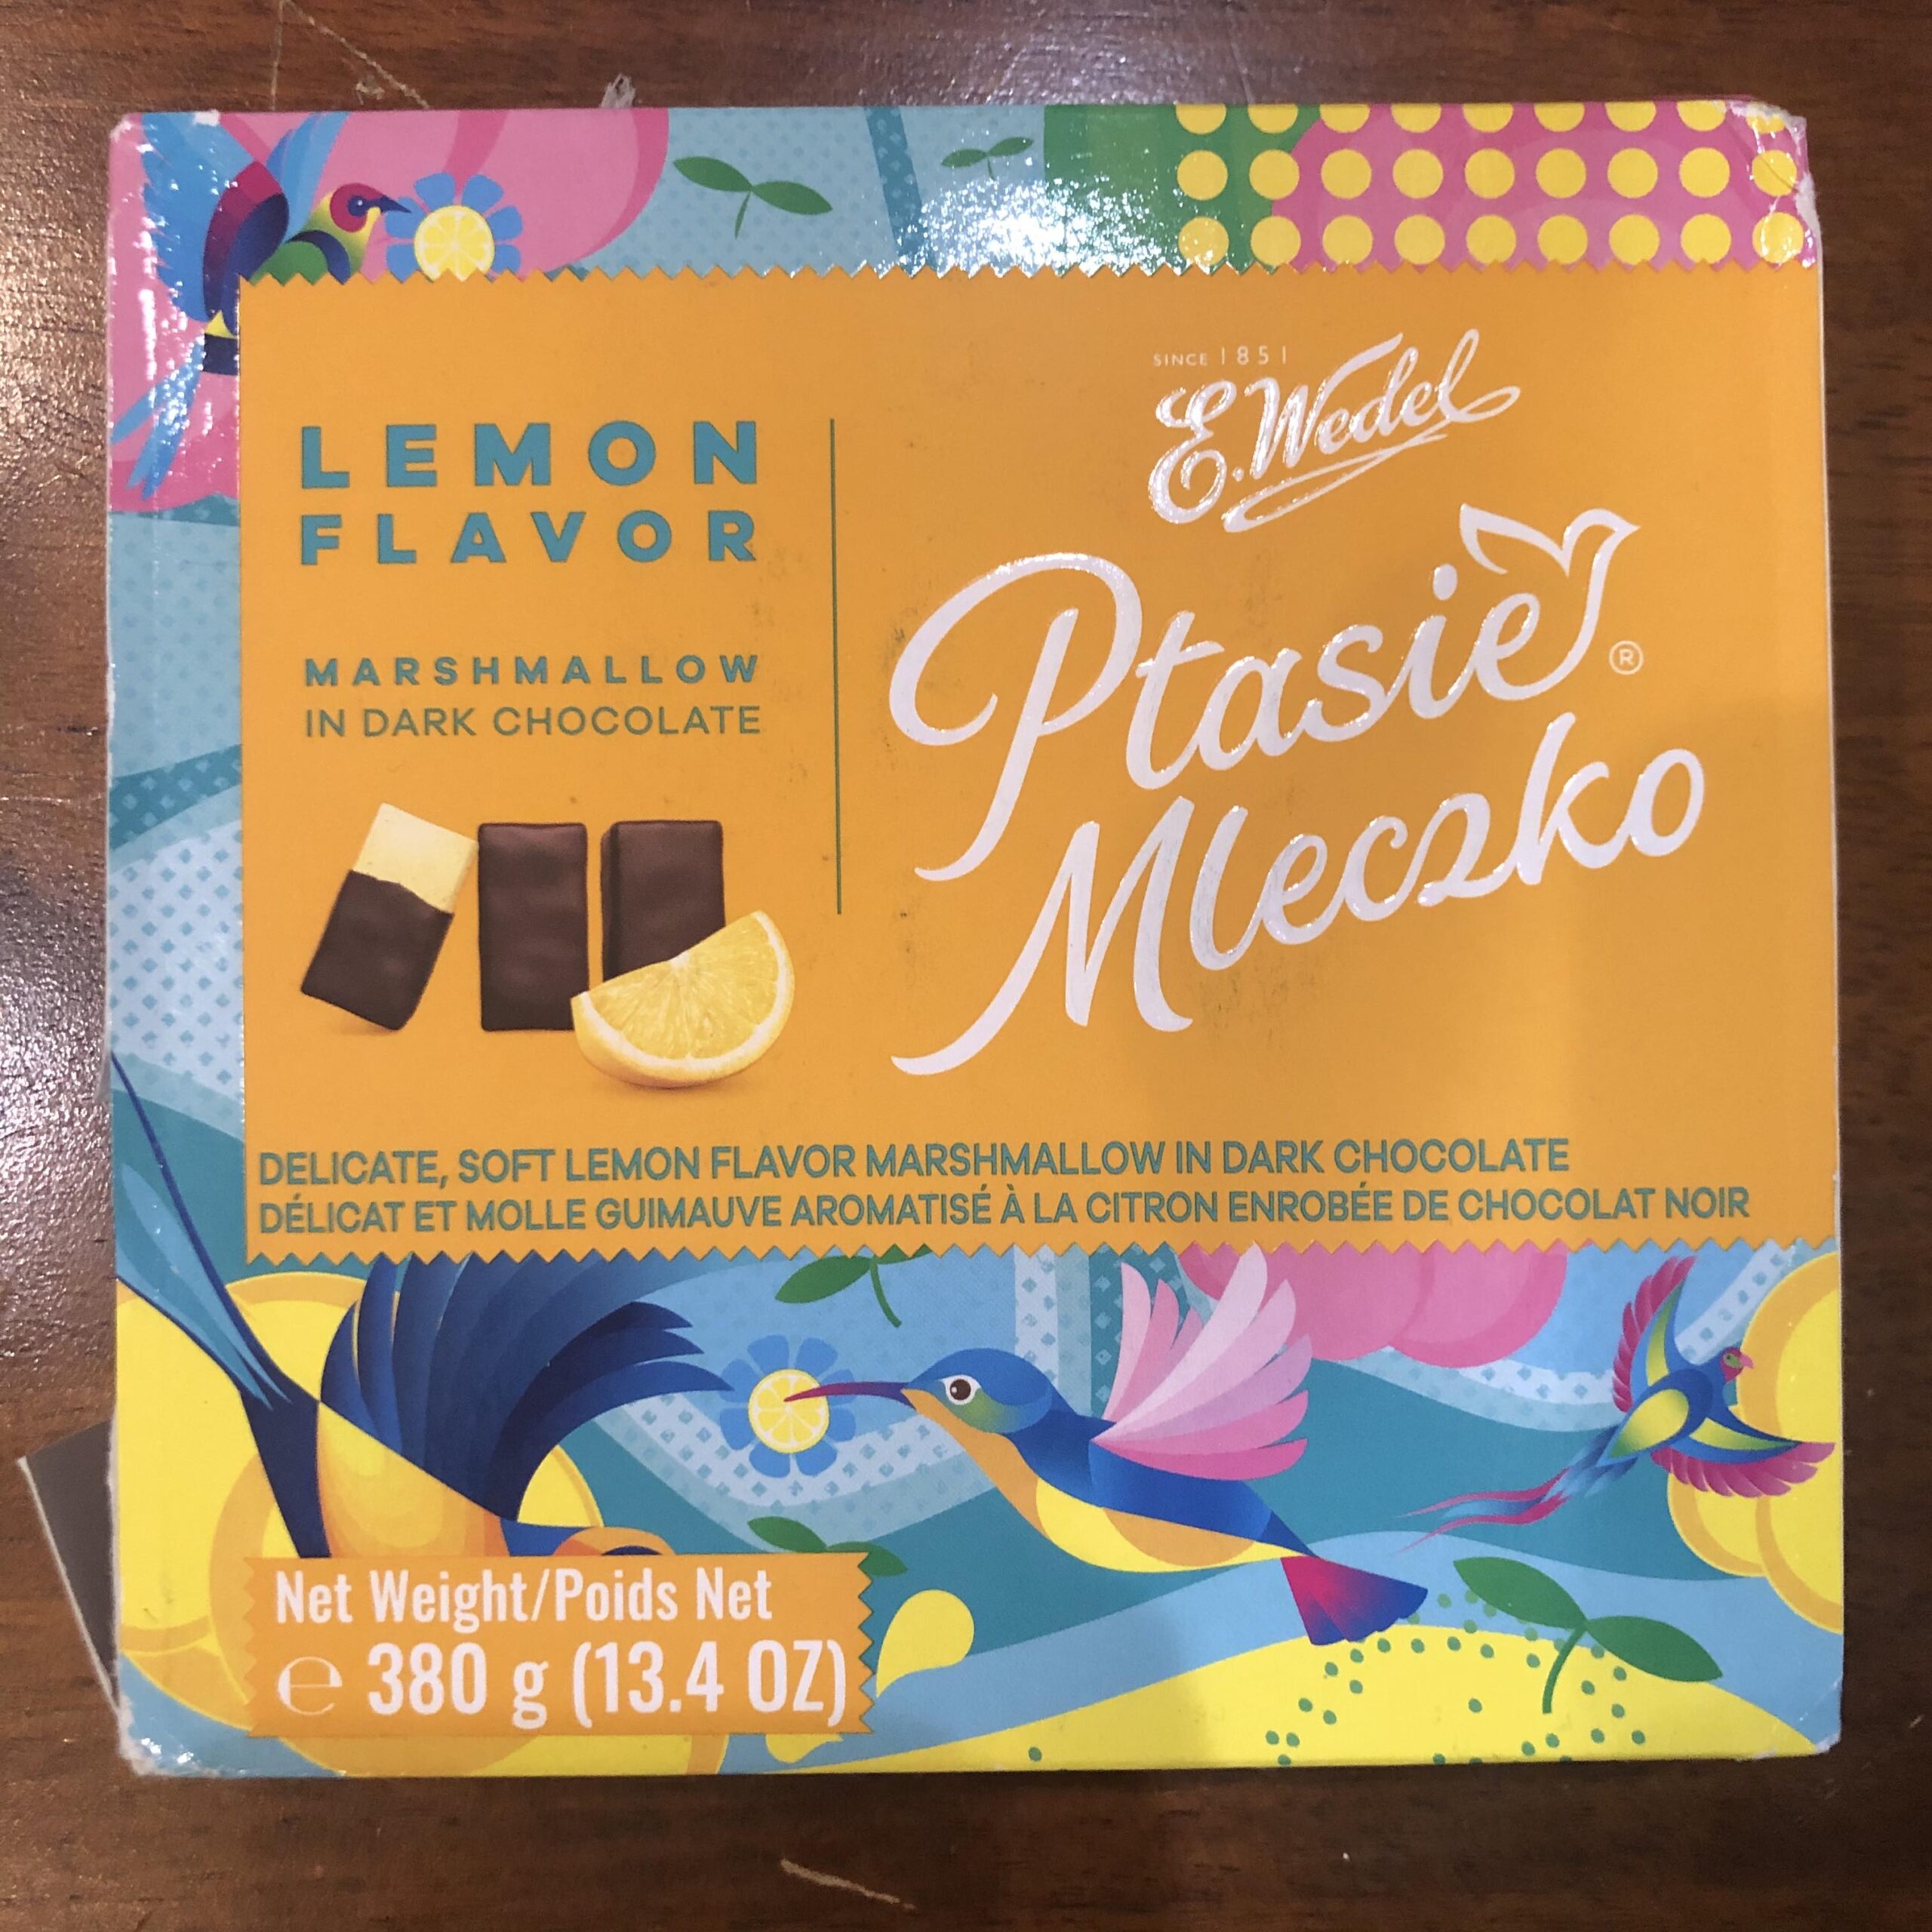 SINCE 1851
E. Wedel
Ptasie
Mleczko
®
LEMON
FLAVOR
MARSHMALLOW
IN DARK CHOCOLATE
DELICATE, SOFT LEMON FLAVOR MARSHMALLOW IN DARK CHOCOLATE
DÉLICAT ET MOLLE GUIMAUVE AROMATISÉ À LA CITRON ENROBÉE DE CHOCOLAT NOIR
Net Weight/Poids Net
℮ 380 g (13.4 OZ)